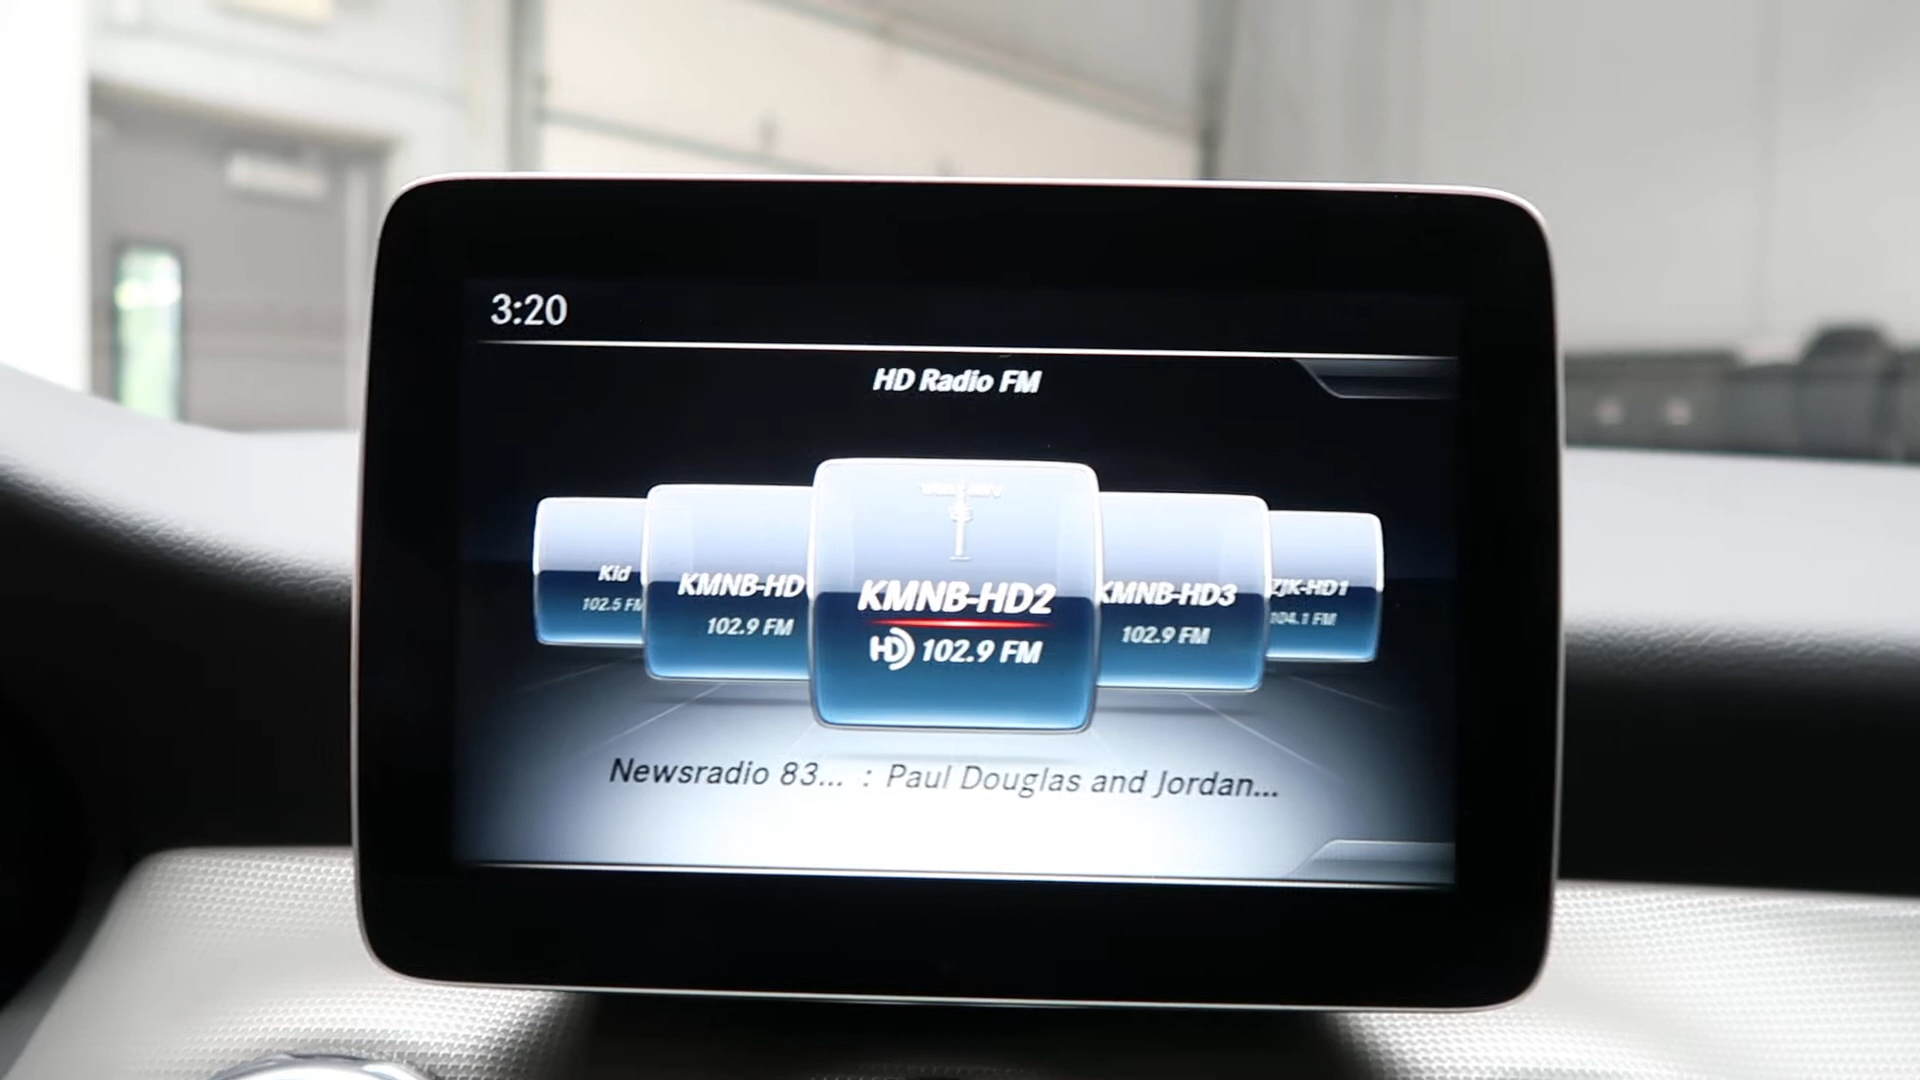 3:20
HD Radio FM
Kid
102.5 FM
KMNB-HD
102.9 FM
KMNB-HD2
HD 102.9 FM
KMNB-HD3
102.9 FM
ZJK-HD1
104.1 FM
Newsradio 83... : Paul Douglas and Jordan...